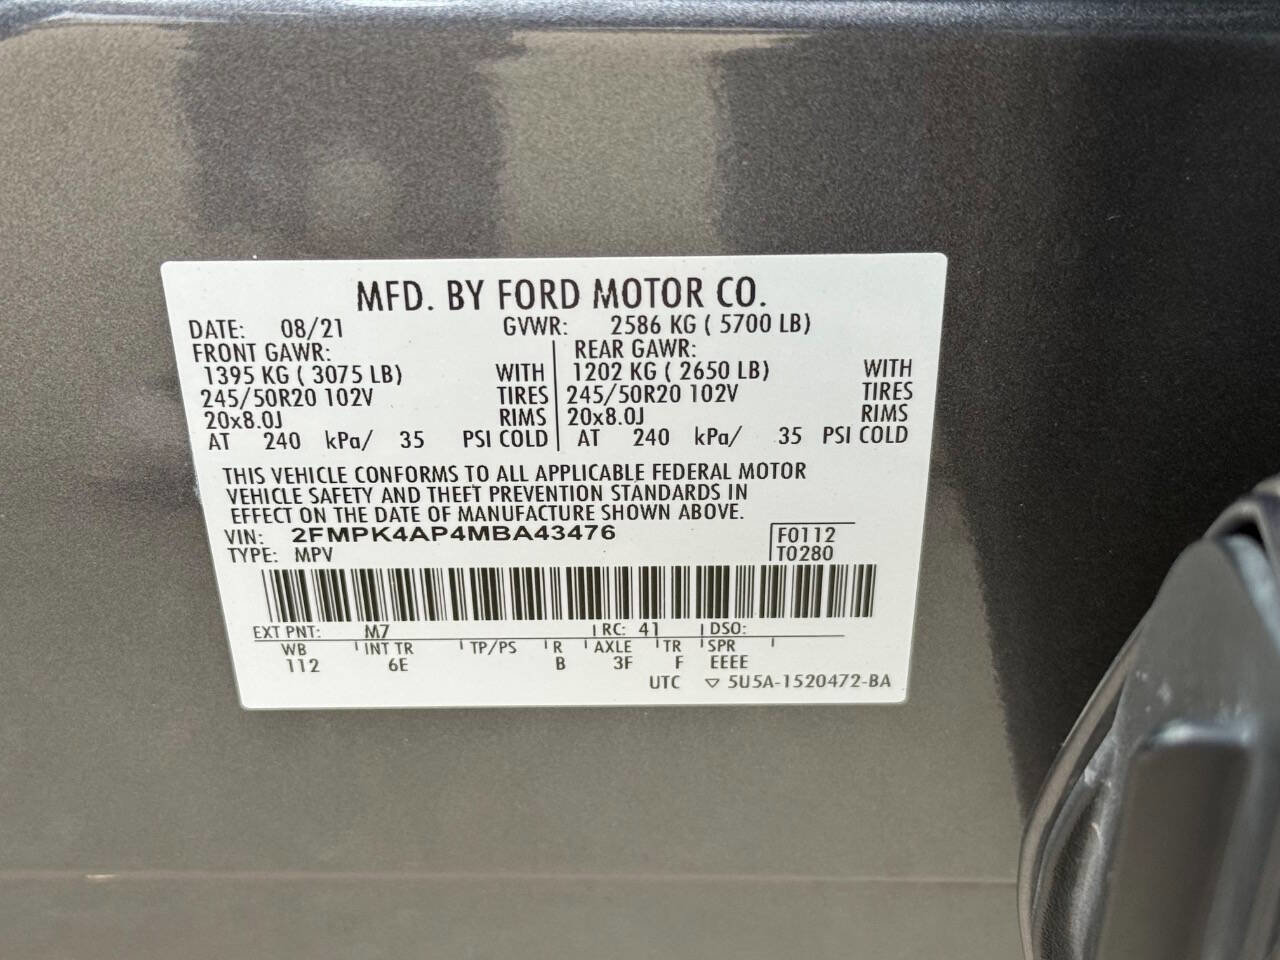 MFD. BY FORD MOTOR CO.
DATE: 08/21 GVWR: 2586 KG ( 5700 LB)
FRONT GAWR: REAR GAWR:
1395 KG ( 3075 LB) WITH 1202 KG ( 2650 LB) WITH
245/50R20 102V TIRES 245/50R20 102V TIRES
20x8.0J RIMS 20x8.0J RIMS
AT 240 kPa/ 35 PSI COLD AT 240 kPa/ 35 PSI COLD
THIS VEHICLE CONFORMS TO ALL APPLICABLE FEDERAL MOTOR
VEHICLE SAFETY AND THEFT PREVENTION STANDARDS IN
EFFECT ON THE DATE OF MANUFACTURE SHOWN ABOVE.
VIN: 2FMPK4AP4MBA43476 F0112
TYPE: MPV T0280
EXT PNT: M7 RC: 41 DSO:
WB INT TR TP/PS R AXLE TR SPR
112 6E B 3F F EEEE
UTC ▽ 5U5A-1520472-BA